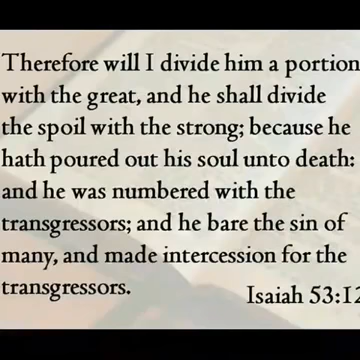 Therefore will I divide him a portion
with the great, and he shall divide
the spoil with the strong; because he
hath poured out his soul unto death:
and he was numbered with the
transgressors; and he bare the sin of
many, and made intercession for the
transgressors.
Isaiah 53:12